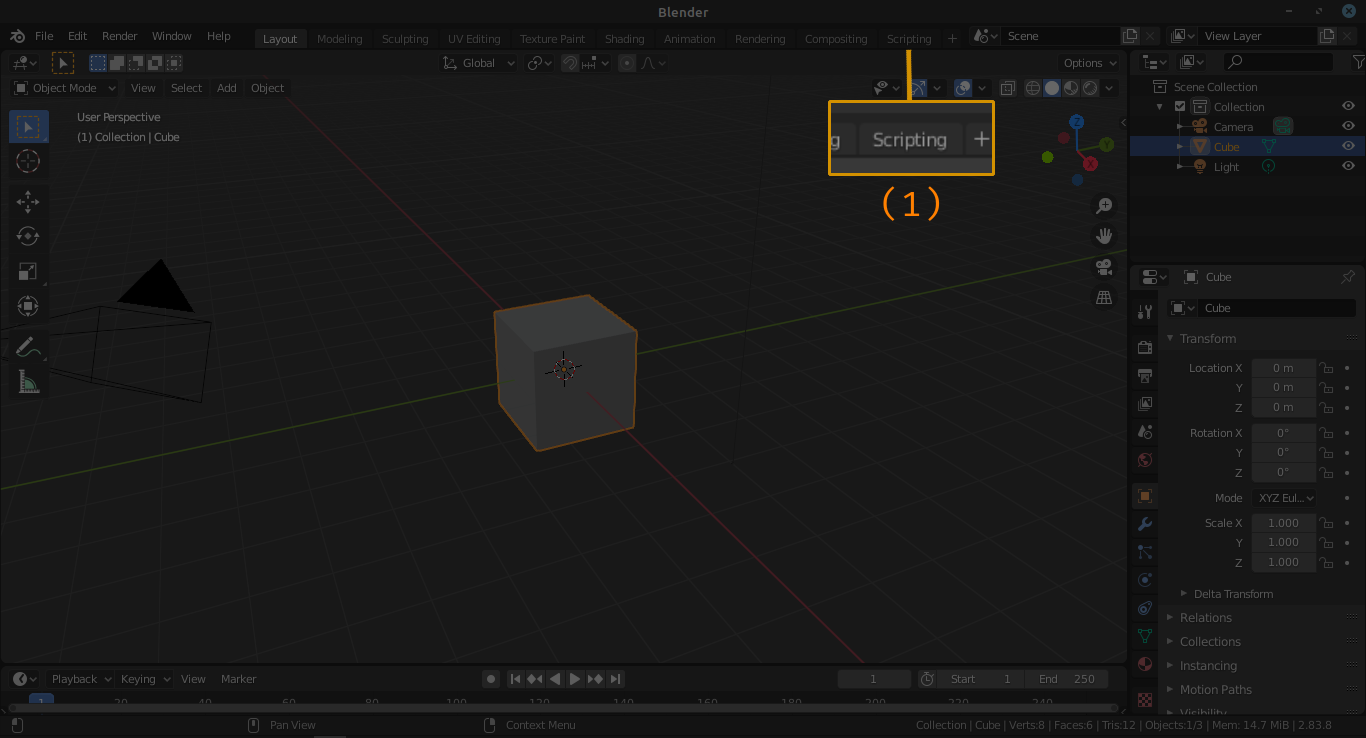 Blender
File Edit Render Window Help Layout Modeling Sculpting UV Editing Texture Paint Shading Animation Rendering Compositing Scripting + Scene View Layer
Global Options
Object Mode View Select Add Object
User Perspective
(1) Collection | Cube
g Scripting +
(1)
Z
Y
X
Scene Collection
Collection
Camera
Cube
Light
Cube
Cube
Transform
Location X 0 m
Y 0 m
Z 0 m
Rotation X 0°
Y 0°
Z 0°
Mode XYZ Eul...
Scale X 1.000
Y 1.000
Z 1.000
Delta Transform
Relations
Collections
Instancing
Motion Paths
Visibility
Playback Keying View Marker 1 Start 1 End 250
1 20 40 60 80 100 120 140 160 180 200 220 240
Pan View Context Menu Collection | Cube | Verts:8 | Faces:6 | Tris:12 | Objects:1/3 | Mem: 14.7 MiB | 2.83.8